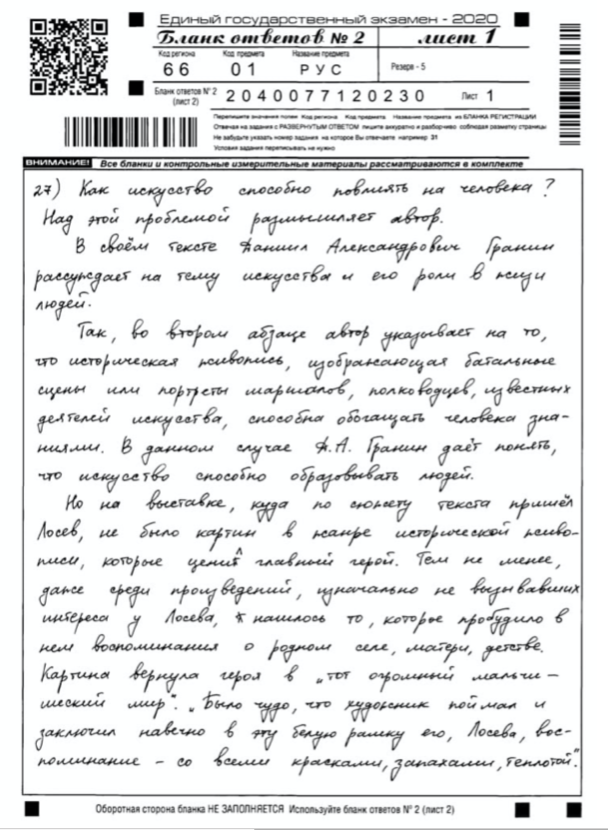 Единый государственный экзамен - 2020
Бланк ответов № 2 лист 1
Код региона Код предмета Название предмета
66 01 РУС Резерв - 5
Бланк ответов № 2 (лист 2) 2040077120230 Лист 1
Перепишите значения полей Код региона Код предмета Название предмета из БЛАНКА РЕГИСТРАЦИИ
Отвечая на задания с РАЗВЕРНУТЫМ ОТВЕТОМ пишите аккуратно и разборчиво соблюдая разметку страницы
Не забудьте указать номер задания на которое Вы отвечаете например 31
Условия задания переписывать не нужно
ВНИМАНИЕ! Все бланки и контрольные измерительные материалы рассматриваются в комплекте
27) Как искусство способно повлиять на человека?
Над этой проблемой размышляет автор.
В своём тексте Даниил Александрович Гранин
рассуждает на тему искусства и его роли в жизни
людей.
Так, во втором абзаце автор указывает на то,
что историческая живопись, изображающая батальные
сцены или портреты маршалов, полководцев, известных
деятелей искусства, способна обогащать человека зна-
ниями. В данном случае Д.А. Гранин даёт понять,
что искусство способно образовывать людей.
Но на выставке, куда по сюжету текста пришёл
Лосев, не было картин в жанре исторической живо-
писи, которые ценит главный герой. Тем не менее,
даже среди произведений, изначально не вызывавших
интереса у Лосева, нашлось то, которое пробудило в
нем воспоминания о родном селе, матери, детстве.
Картина вернула героя в „тот огромный мальчи-
шеский мир". „Было чудо, что художник поймал и
заключил навечно в эту белую рамку его, Лосева, вос-
поминание - со всеми красками, запахами, теплотой".
Оборотная сторона бланка НЕ ЗАПОЛНЯЕТСЯ Используйте бланк ответов № 2 (лист 2)